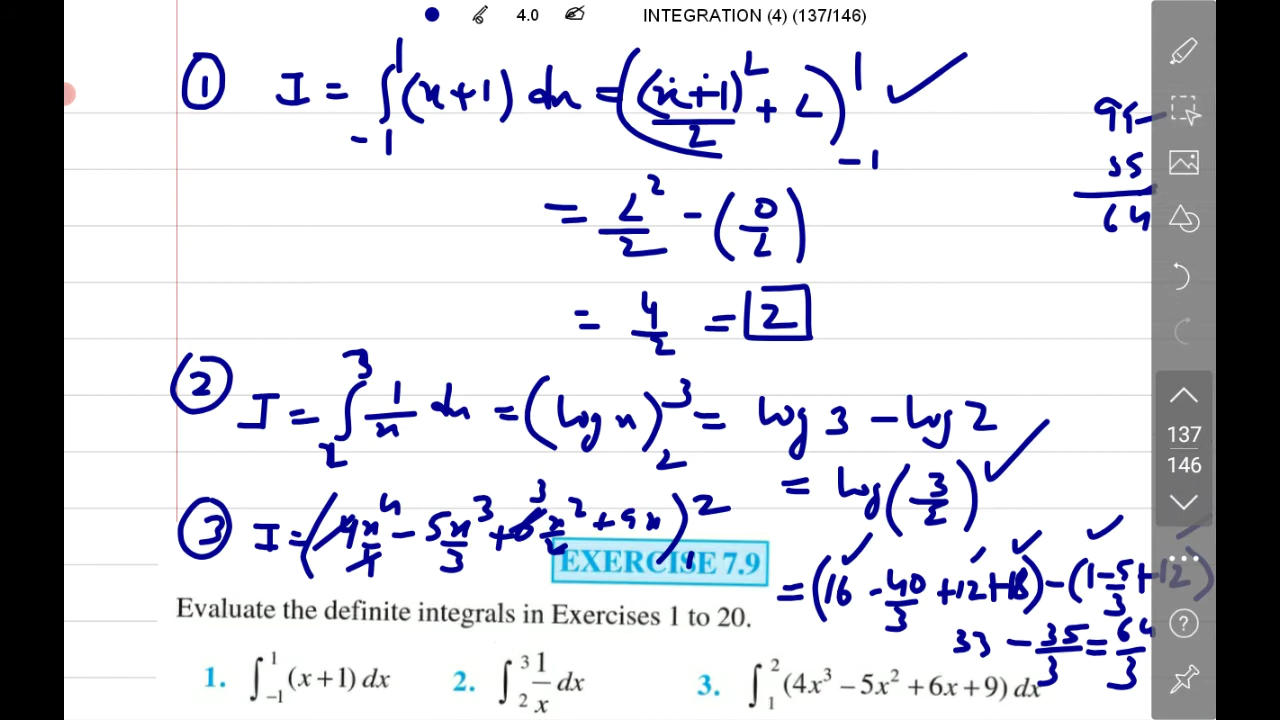 4.0 INTEGRATION (4) (137/146)
① I = ∫₋₁¹ (x+1) dx = ((x+1)²/2 + C)₋₁¹ ✓
95
35
64
= 2²/2 - (0/2)
= 4/2 = 2
② I = ∫₂³ 1/x dx = (log x)₂³ = log 3 - log 2
= log(3/2) ✓
137
146
③ I = (4x⁴/4 - 5x³/3 + 6x²/2 + 9x)₁²
= (16 - 40/3 + 12 + 18) - (1 - 5/3 + 12)
33 - 35/3 = 64/3
EXERCISE 7.9
Evaluate the definite integrals in Exercises 1 to 20.
1. ∫₋₁¹ (x+1) dx 2. ∫₂³ 1/x dx 3. ∫₁² (4x³ – 5x² + 6x + 9) dx